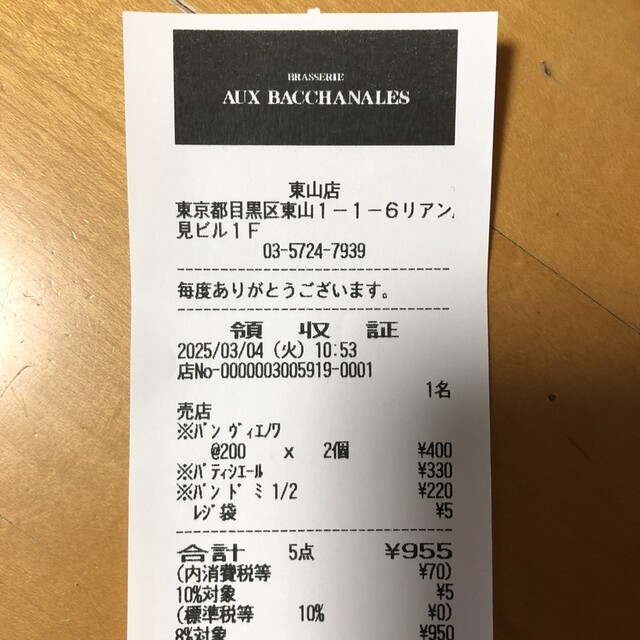 BRASSERIE
AUX BACCHANALES
東山店
東京都目黒区東山1-1-6リアン
見ビル1F
03-5724-7939
毎度ありがとうございます。
領 収 証
2025/03/04 (火) 10:53
店No-0000003005919-0001
1名
売店
※ﾊﾟﾝ ｳﾞｨｴﾉﾜ
@200 x 2個 ¥400
※ﾊﾟﾃｨｼｴｰﾙ ¥330
※ﾊﾟﾝ ﾄﾞ ﾐ 1/2 ¥220
ﾚｼﾞ袋 ¥5
合計 5点 ¥955
(内消費税等 ¥70)
10%対象 ¥5
(標準税等 10% ¥0)
8%対象 ¥950